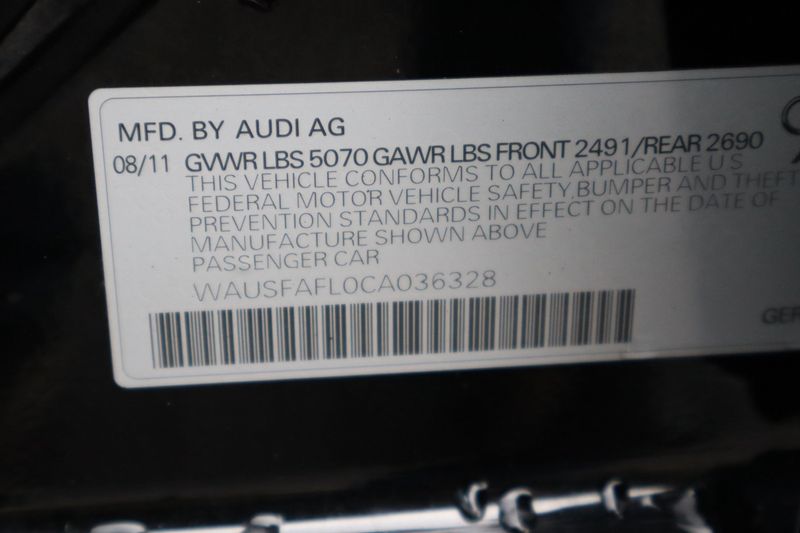 MFD. BY AUDI AG
08/11 GVWR LBS 5070 GAWR LBS FRONT 2491/REAR 2690
THIS VEHICLE CONFORMS TO ALL APPLICABLE U S
FEDERAL MOTOR VEHICLE SAFETY, BUMPER AND THEFT
PREVENTION STANDARDS IN EFFECT ON THE DATE OF
MANUFACTURE SHOWN ABOVE
PASSENGER CAR
WAUSFAFL0CA036328